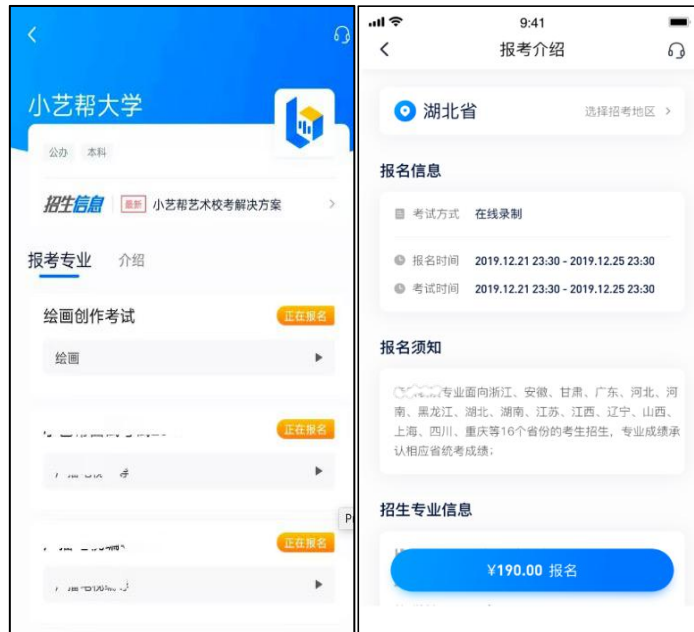 小艺帮大学
公办 本科
招生信息 最新 小艺帮艺术校考解决方案
报考专业 介绍
绘画创作考试 正在报名
绘画
正在报名
正在报名
9:41
报考介绍
湖北省 选择招考地区
报名信息
考试方式 在线录制
报名时间 2019.12.21 23:30 - 2019.12.25 23:30
考试时间 2019.12.21 23:30 - 2019.12.25 23:30
报名须知
专业面向浙江、安徽、甘肃、广东、河北、河
南、黑龙江、湖北、湖南、江苏、江西、辽宁、山西、
上海、四川、重庆等16个省份的考生招生，专业成绩承
认相应省统考成绩；
招生专业信息
¥190.00 报名